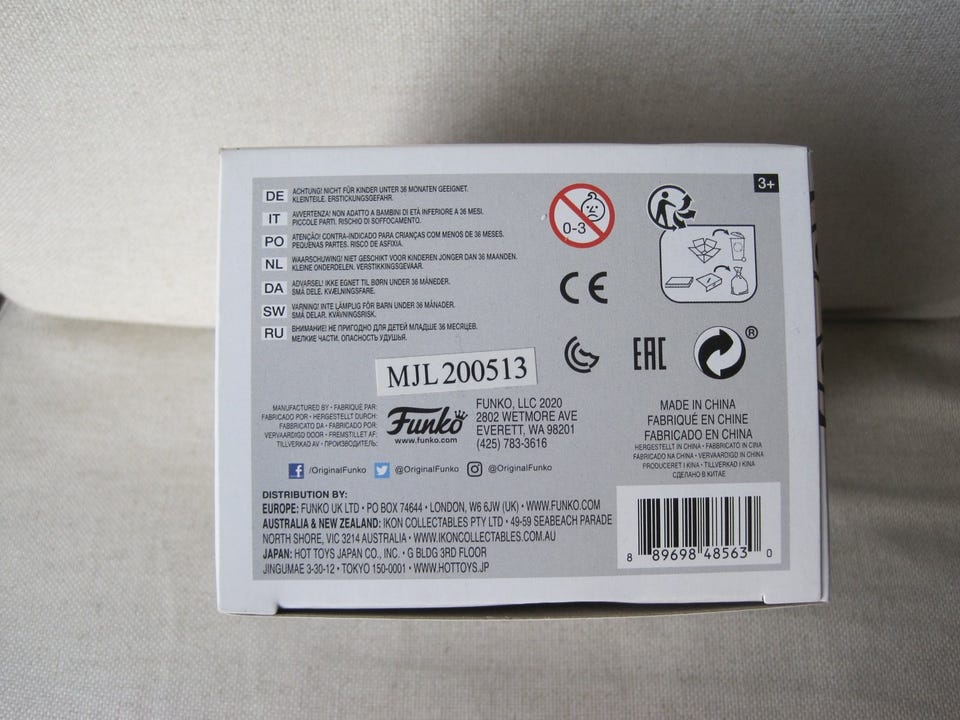 3+
DE ACHTUNG! NICHT FÜR KINDER UNTER 36 MONATEN GEEIGNET.
KLEINTEILE. ERSTICKUNGSGEFAHR.
IT AVVERTENZA! NON ADATTO A BAMBINI DI ETÀ INFERIORE A 36 MESI.
PICCOLE PARTI. RISCHIO DI SOFFOCAMENTO.
PO ATENÇÃO! CONTRA-INDICADO PARA CRIANÇAS COM MENOS DE 36 MESES.
PEQUENAS PARTES. RISCO DE ASFIXIA.
NL WAARSCHUWING! NIET GESCHIKT VOOR KINDEREN JONGER DAN 36 MAANDEN.
KLEINE ONDERDELEN. VERSTIKKINGSGEVAAR.
DA ADVARSEL! IKKE EGNET TIL BØRN UNDER 36 MÅNEDER.
SMÅ DELE. KVÆLNINGSFARE.
SW VARNING! INTE LÄMPLIG FÖR BARN UNDER 36 MÅNADER.
SMÅ DELAR. KVÄVNINGSRISK.
RU ВНИМАНИЕ! НЕ ПРИГОДНО ДЛЯ ДЕТЕЙ МЛАДШЕ 36 МЕСЯЦЕВ.
МЕЛКИЕ ЧАСТИ. ОПАСНОСТЬ УДУШЬЯ.
0-3
CE
EAC
®
MJL 200513
MANUFACTURED BY • FABRIQUÉ PAR:
FABRICADO POR • HERGESTELLT DURCH:
FABBRICATO DA • FABRICADO POR:
VERVAARDIGD DOOR • FREMSTILLET AF:
TILLVERKAD AV • ПРОИЗВОДИТЕЛЬ:
Funko
www.funko.com
FUNKO, LLC 2020
2802 WETMORE AVE
EVERETT, WA 98201
(425) 783-3616
MADE IN CHINA
FABRIQUÉ EN CHINE
FABRICADO EN CHINA
HERGESTELLT IN CHINA • FABBRICATO IN CINA
FABRICADO NA CHINA • VERVAARDIGD IN CHINA
PRODUCERET I KINA • TILLVERKAD I KINA
СДЕЛАНО В КИТАЕ
/OriginalFunko @OriginalFunko @OriginalFunko
DISTRIBUTION BY:
EUROPE: FUNKO UK LTD • PO BOX 74644 • LONDON, W6 6JW (UK) • WWW.FUNKO.COM
AUSTRALIA & NEW ZEALAND: IKON COLLECTABLES PTY LTD • 49-59 SEABEACH PARADE
NORTH SHORE, VIC 3214 AUSTRALIA • WWW.IKONCOLLECTABLES.COM.AU
JAPAN: HOT TOYS JAPAN CO., INC. • G BLDG 3RD FLOOR
JINGUMAE 3-30-12 • TOKYO 150-0001 • WWW.HOTTOYS.JP
8 89698 48563 0